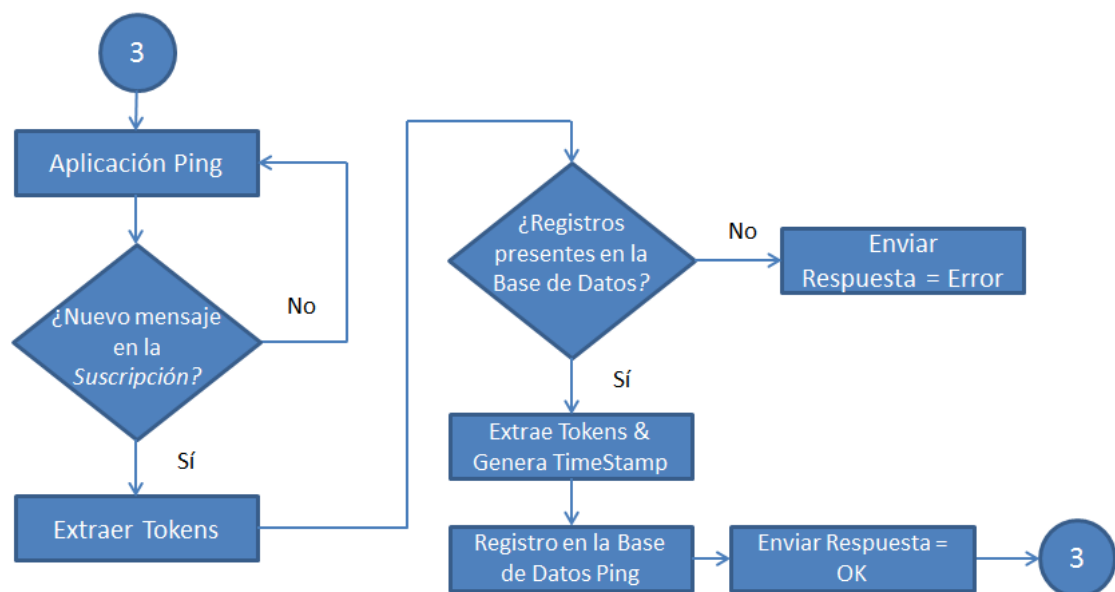 3
Aplicación Ping
¿Nuevo mensaje
en la
Suscripción?
No
Sí
Extraer Tokens
¿Registros
presentes en la
Base de Datos?
No
Enviar
Respuesta = Error
Sí
Extrae Tokens &
Genera TimeStamp
Registro en la Base
de Datos Ping
Enviar Respuesta =
OK
3